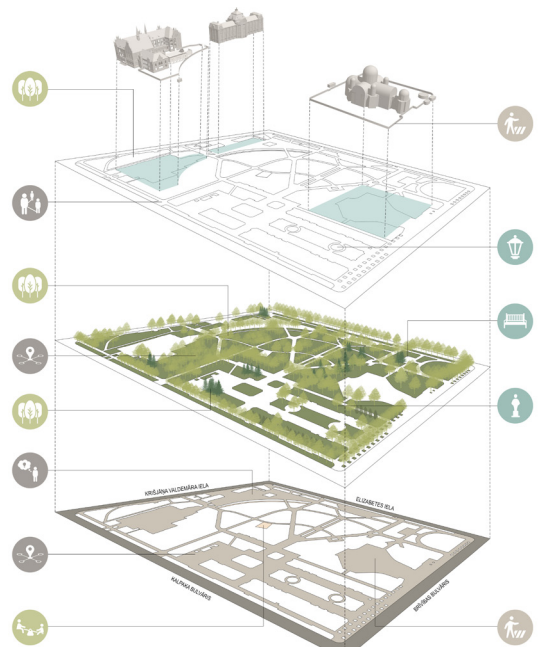 KRIŠJĀŅA VALDEMĀRA IELA
ELIZABETES IELA
KALPAKA BULVĀRIS
BRĪVĪBAS BULVĀRIS